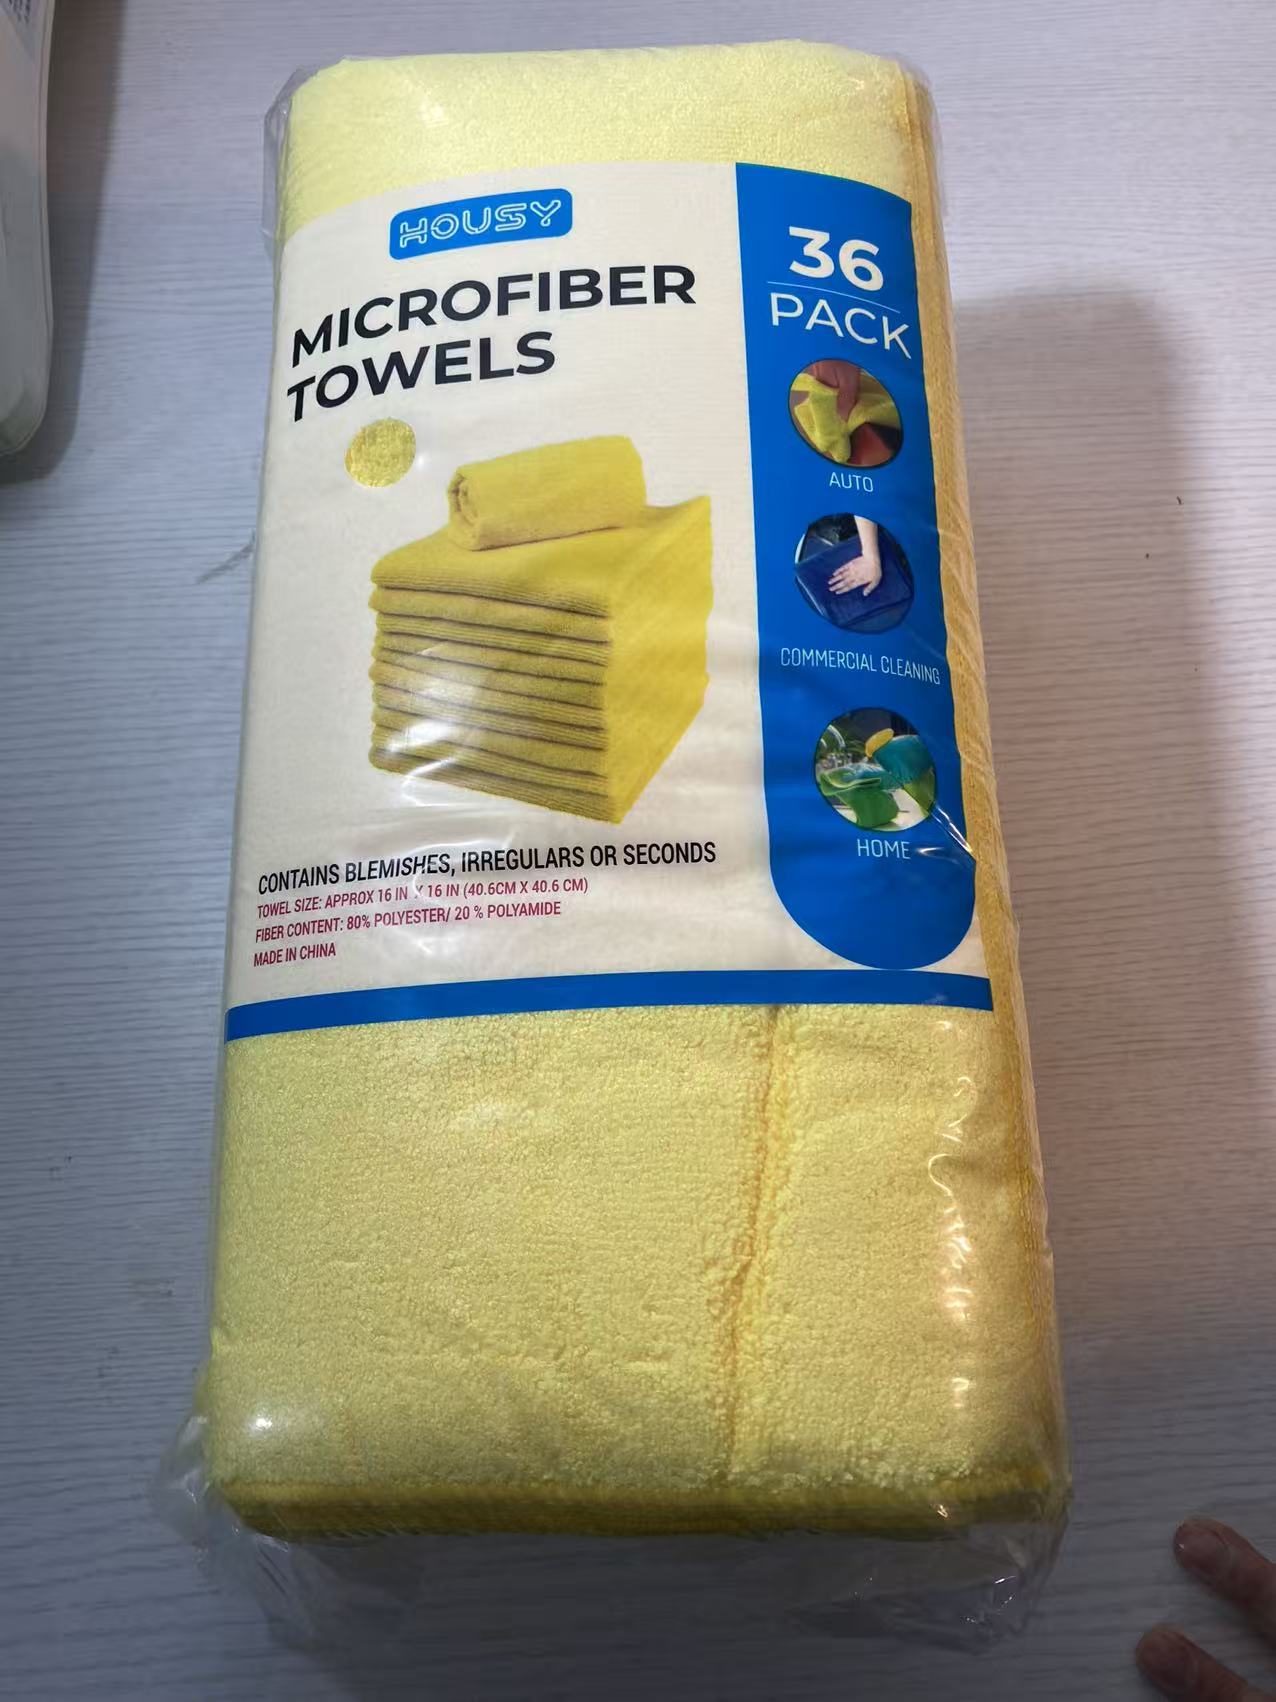 HOUSY
MICROFIBER
TOWELS
36
PACK
AUTO
COMMERCIAL CLEANING
HOME
CONTAINS BLEMISHES, IRREGULARS OR SECONDS
TOWEL SIZE: APPROX 16 IN X 16 IN (40.6CM X 40.6 CM)
FIBER CONTENT: 80% POLYESTER/ 20 % POLYAMIDE
MADE IN CHINA